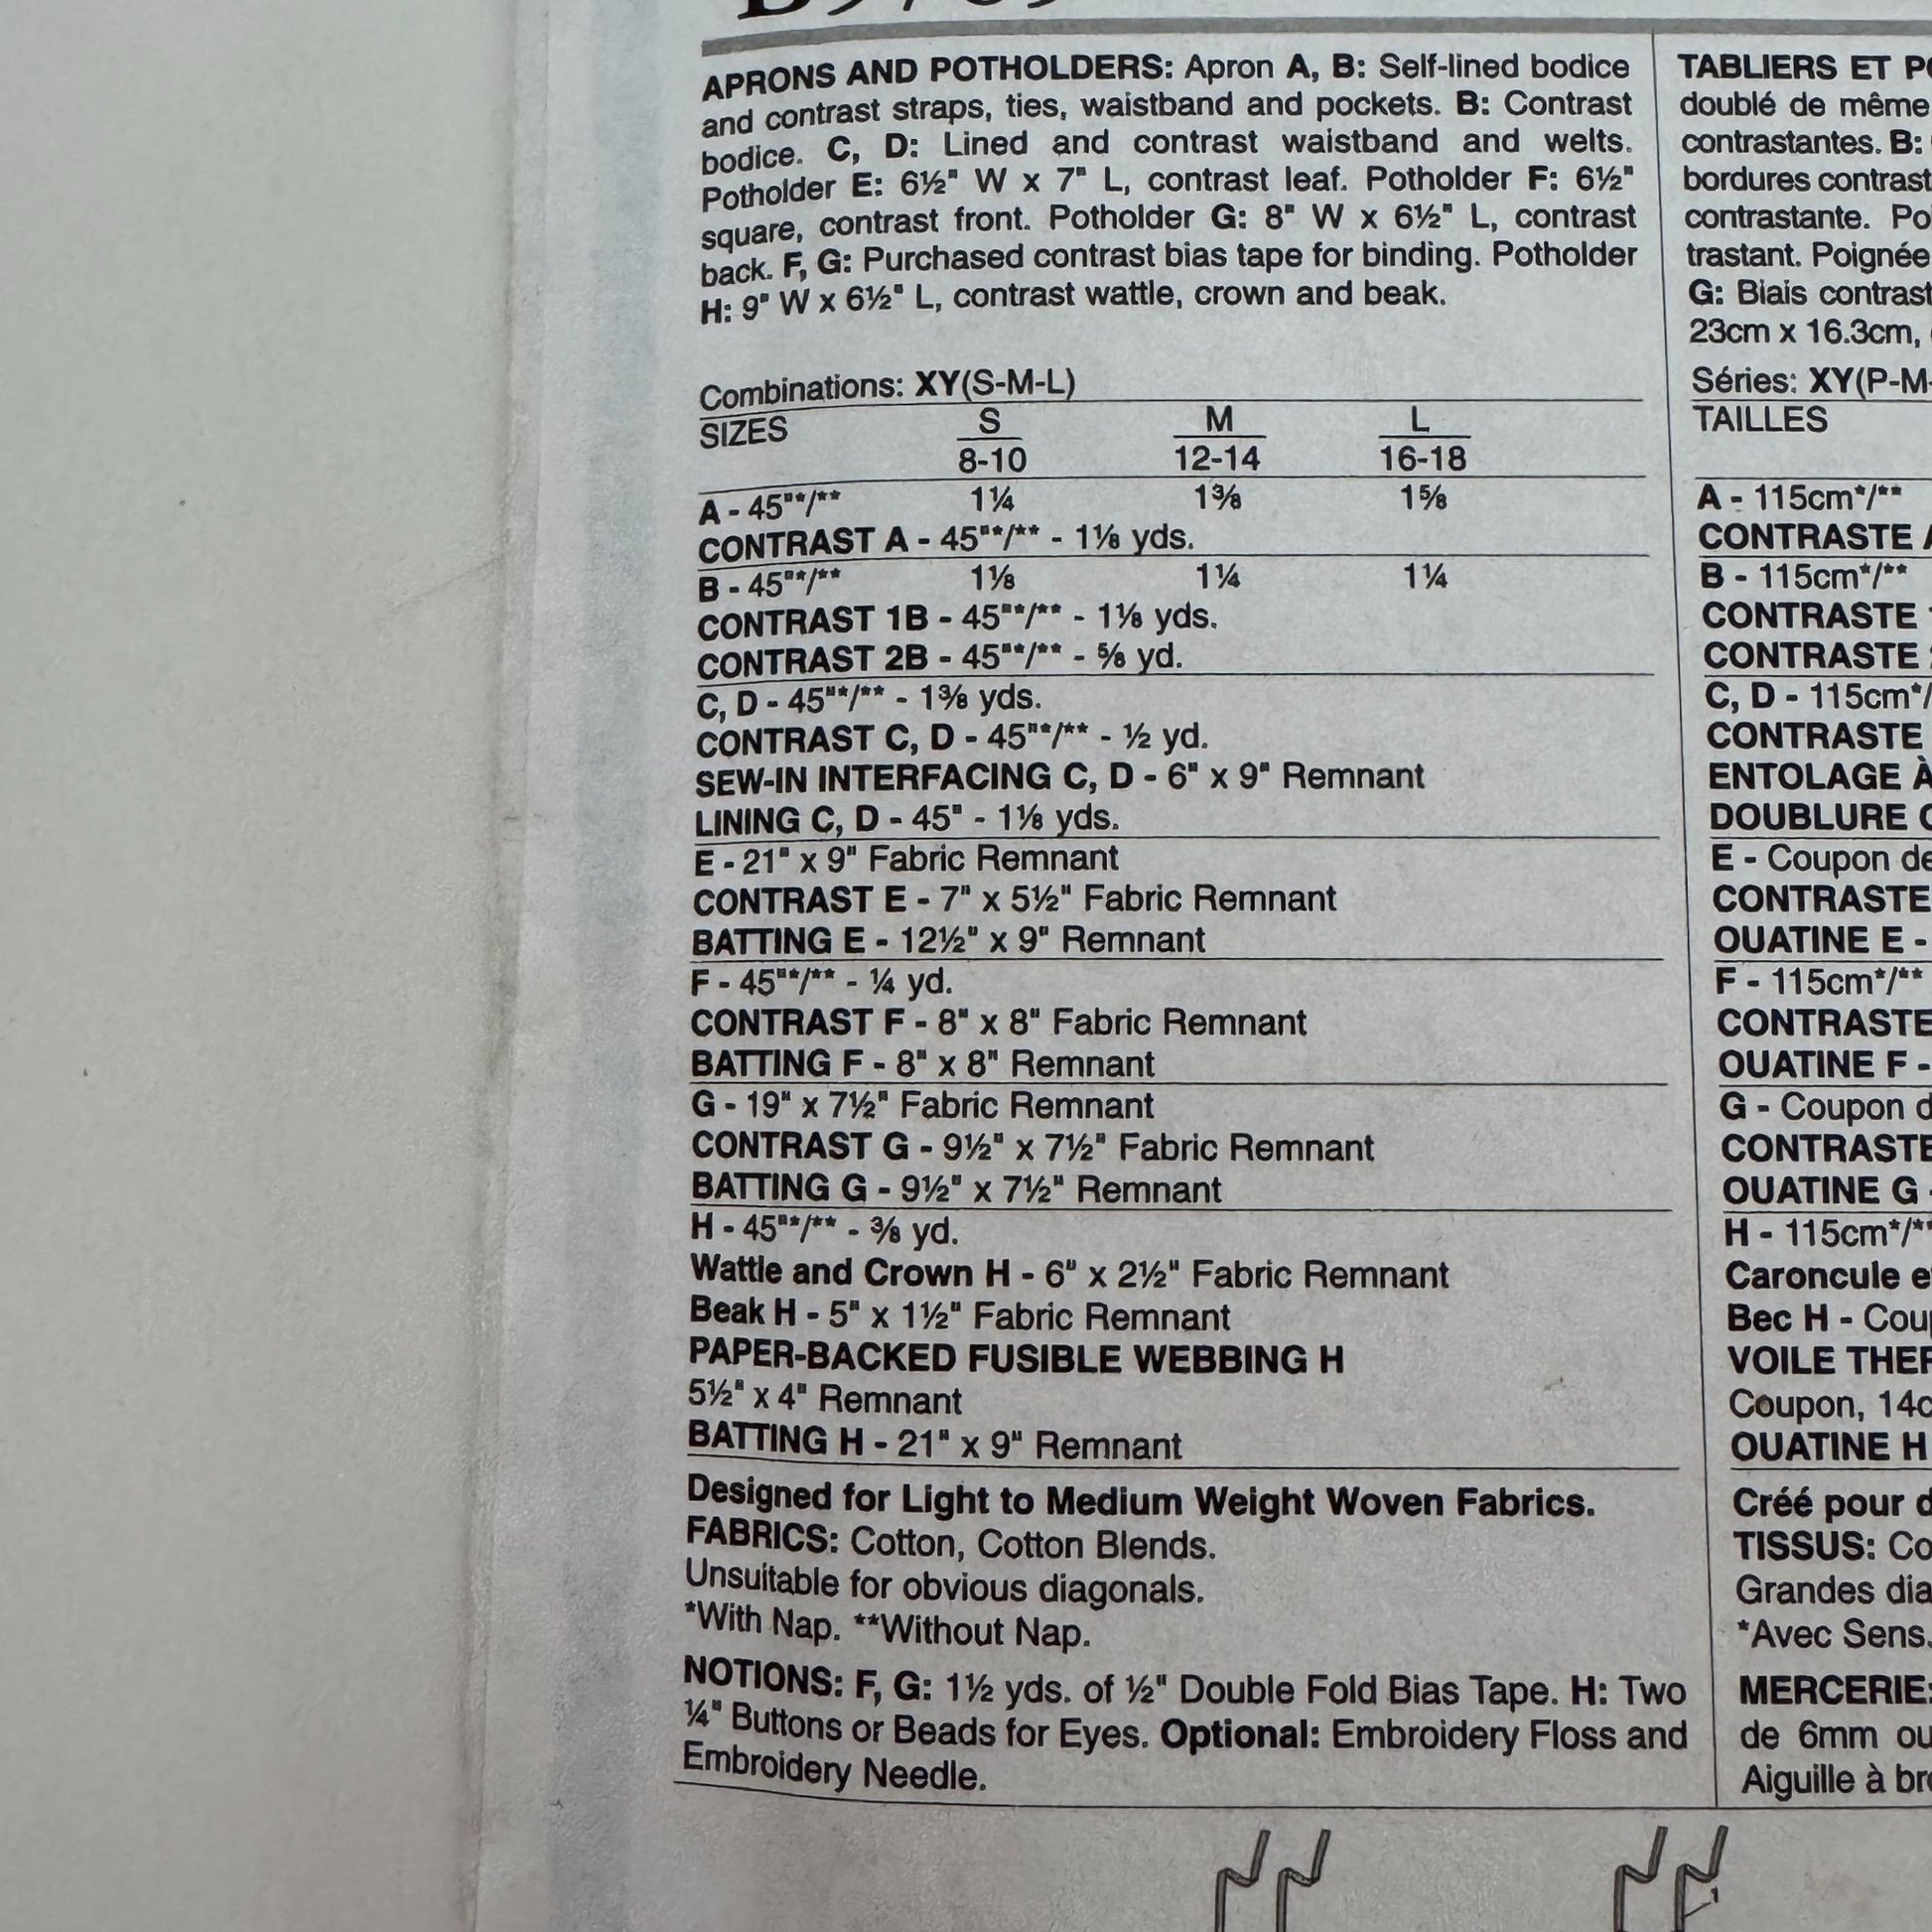 APRONS AND POTHOLDERS: Apron A, B: Self-lined bodice
and contrast straps, ties, waistband and pockets. B: Contrast
bodice. C, D: Lined and contrast waistband and welts.
Potholder E: 6½" W x 7" L, contrast leaf. Potholder F: 6½"
square, contrast front. Potholder G: 8" W x 6½" L, contrast
back. F, G: Purchased contrast bias tape for binding. Potholder
H: 9" W x 6½" L, contrast wattle, crown and beak.
Combinations: XY(S-M-L)
SIZES S M L
8-10 12-14 16-18
A - 45"*/** 1¼ 1⅜ 1⅝
CONTRAST A - 45"*/** - 1⅛ yds.
B - 45"*/** 1⅛ 1¼ 1¼
CONTRAST 1B - 45"*/** - 1⅛ yds.
CONTRAST 2B - 45"*/** - ⅝ yd.
C, D - 45"*/** - 1⅜ yds.
CONTRAST C, D - 45"*/** - ½ yd.
SEW-IN INTERFACING C, D - 6" x 9" Remnant
LINING C, D - 45" - 1⅛ yds.
E - 21" x 9" Fabric Remnant
CONTRAST E - 7" x 5½" Fabric Remnant
BATTING E - 12½" x 9" Remnant
F - 45"*/** - ¼ yd.
CONTRAST F - 8" x 8" Fabric Remnant
BATTING F - 8" x 8" Remnant
G - 19" x 7½" Fabric Remnant
CONTRAST G - 9½" x 7½" Fabric Remnant
BATTING G - 9½" x 7½" Remnant
H - 45"*/** - ⅜ yd.
Wattle and Crown H - 6" x 2½" Fabric Remnant
Beak H - 5" x 1½" Fabric Remnant
PAPER-BACKED FUSIBLE WEBBING H
5½" x 4" Remnant
BATTING H - 21" x 9" Remnant
Designed for Light to Medium Weight Woven Fabrics.
FABRICS: Cotton, Cotton Blends.
Unsuitable for obvious diagonals.
*With Nap. **Without Nap.
NOTIONS: F, G: 1½ yds. of ½" Double Fold Bias Tape. H: Two
¼" Buttons or Beads for Eyes. Optional: Embroidery Floss and
Embroidery Needle.
TABLIERS ET
doublé de même
contrastantes. B:
bordures
contrastante.
trastant. Poignée
G: Biais
23cm x 16.3cm,
Séries: XY(P-M-
TAILLES
A - 115cm*/**
CONTRASTE
B - 115cm*/**
CONTRASTE
CONTRASTE
C, D - 115cm*/
CONTRASTE
ENTOLAGE À
DOUBLURE
E - Coupon de
CONTRASTE
OUATINE E -
F - 115cm*/**
CONTRASTE
OUATINE F -
G - Coupon
CONTRASTE
OUATINE G
H - 115cm*/*
Caroncule
Bec H -
VOILE
Coupon,
OUATINE H
Créé pour
TISSUS:
Grandes
*Avec Sens.
MERCERIE:
de 6mm ou
Aiguille à